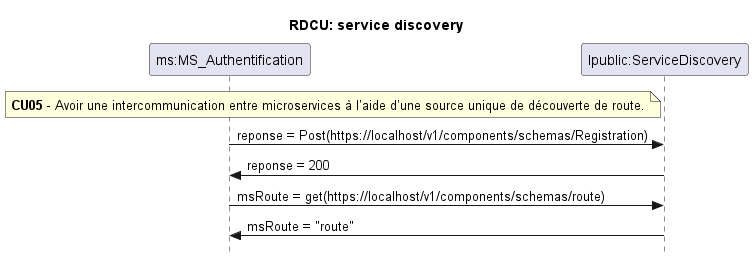 RDCU: service discovery
ms:MS_Authentification
Ipublic:ServiceDiscovery
CU05 - Avoir une intercommunication entre microservices à l'aide d'une source unique de découverte de route.
reponse = Post(https://localhost/v1/components/schemas/Registration)
reponse = 200
msRoute = get(https://localhost/v1/components/schemas/route)
msRoute = "route"